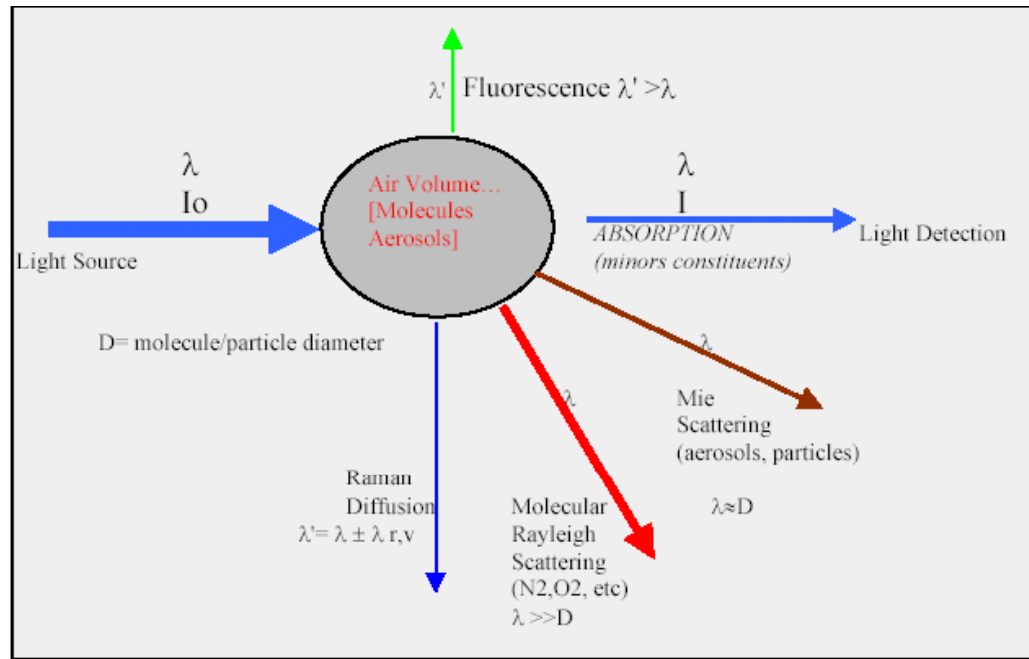 λ'
Fluorescence λ' >λ
λ
Io
Light Source
Air Volume…
[Molecules
Aerosols]
λ
I
ABSORPTION
(minors constituents)
Light Detection
D= molecule/particle diameter
λ
Mie
Scattering
(aerosols, particles)
λ≈D
λ
Raman
Diffusion
λ'= λ ± λ r,v
Molecular
Rayleigh
Scattering
(N2,O2, etc)
λ >>D